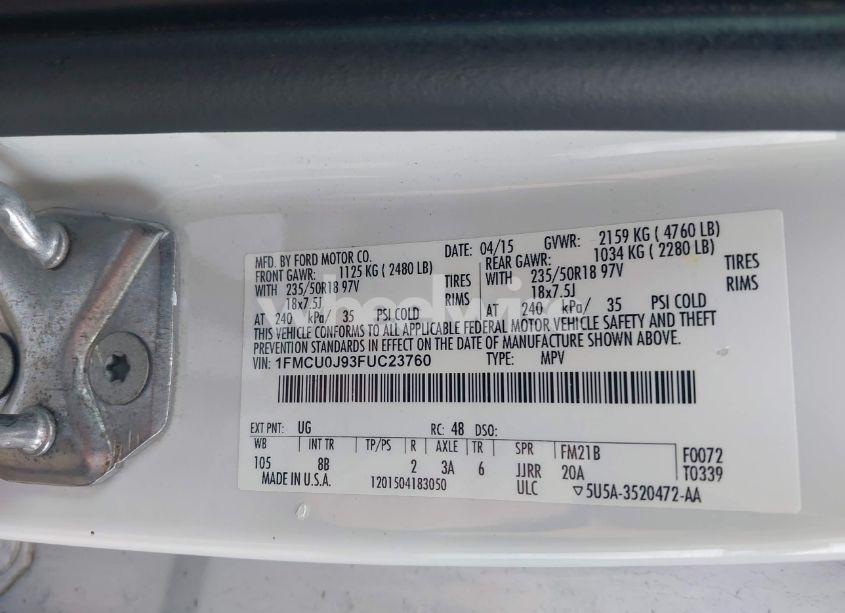 MFD. BY FORD MOTOR CO. DATE: 04/15 GVWR: 2159 KG ( 4760 LB)
FRONT GAWR: 1125 KG ( 2480 LB) REAR GAWR: 1034 KG ( 2280 LB)
WITH 235/50R18 97V TIRES WITH 235/50R18 97V TIRES
18x7.5J RIMS 18x7.5J RIMS
AT 240 kPa/ 35 PSI COLD AT 240 kPa/ 35 PSI COLD
THIS VEHICLE CONFORMS TO ALL APPLICABLE FEDERAL MOTOR VEHICLE SAFETY AND THEFT
PREVENTION STANDARDS IN EFFECT ON THE DATE OF MANUFACTURE SHOWN ABOVE.
VIN: 1FMCU0J93FUC23760 TYPE: MPV
EXT PNT: UG RC: 48 DSO:
WB INT TR TP/PS R AXLE TR SPR FM21B F0072
105 8B 2 3A 6 JJRR 20A T0339
MADE IN U.S.A. 1201504183050 ULC ▽5U5A-3520472-AA